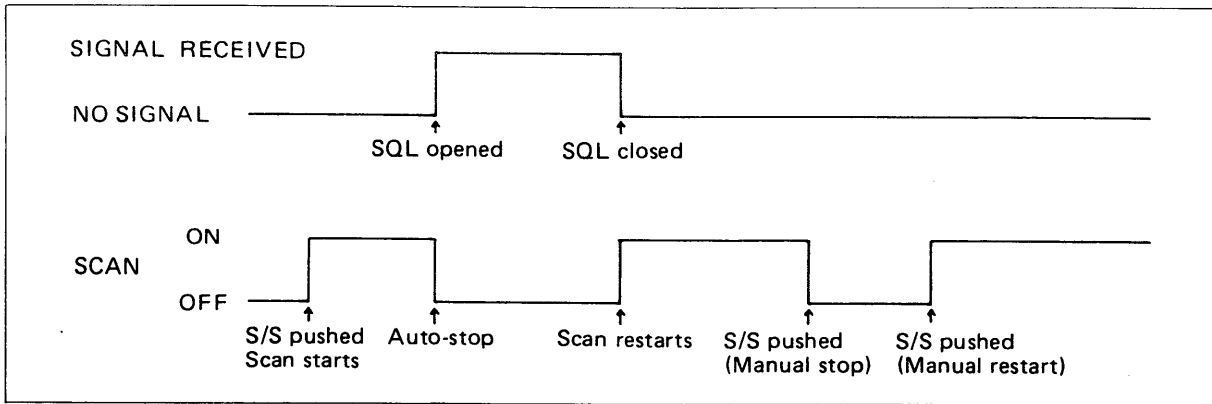 SIGNAL RECEIVED
NO SIGNAL
SQL opened
SQL closed
ON
SCAN
OFF
S/S pushed
Scan starts
Auto-stop
Scan restarts
S/S pushed
(Manual stop)
S/S pushed
(Manual restart)